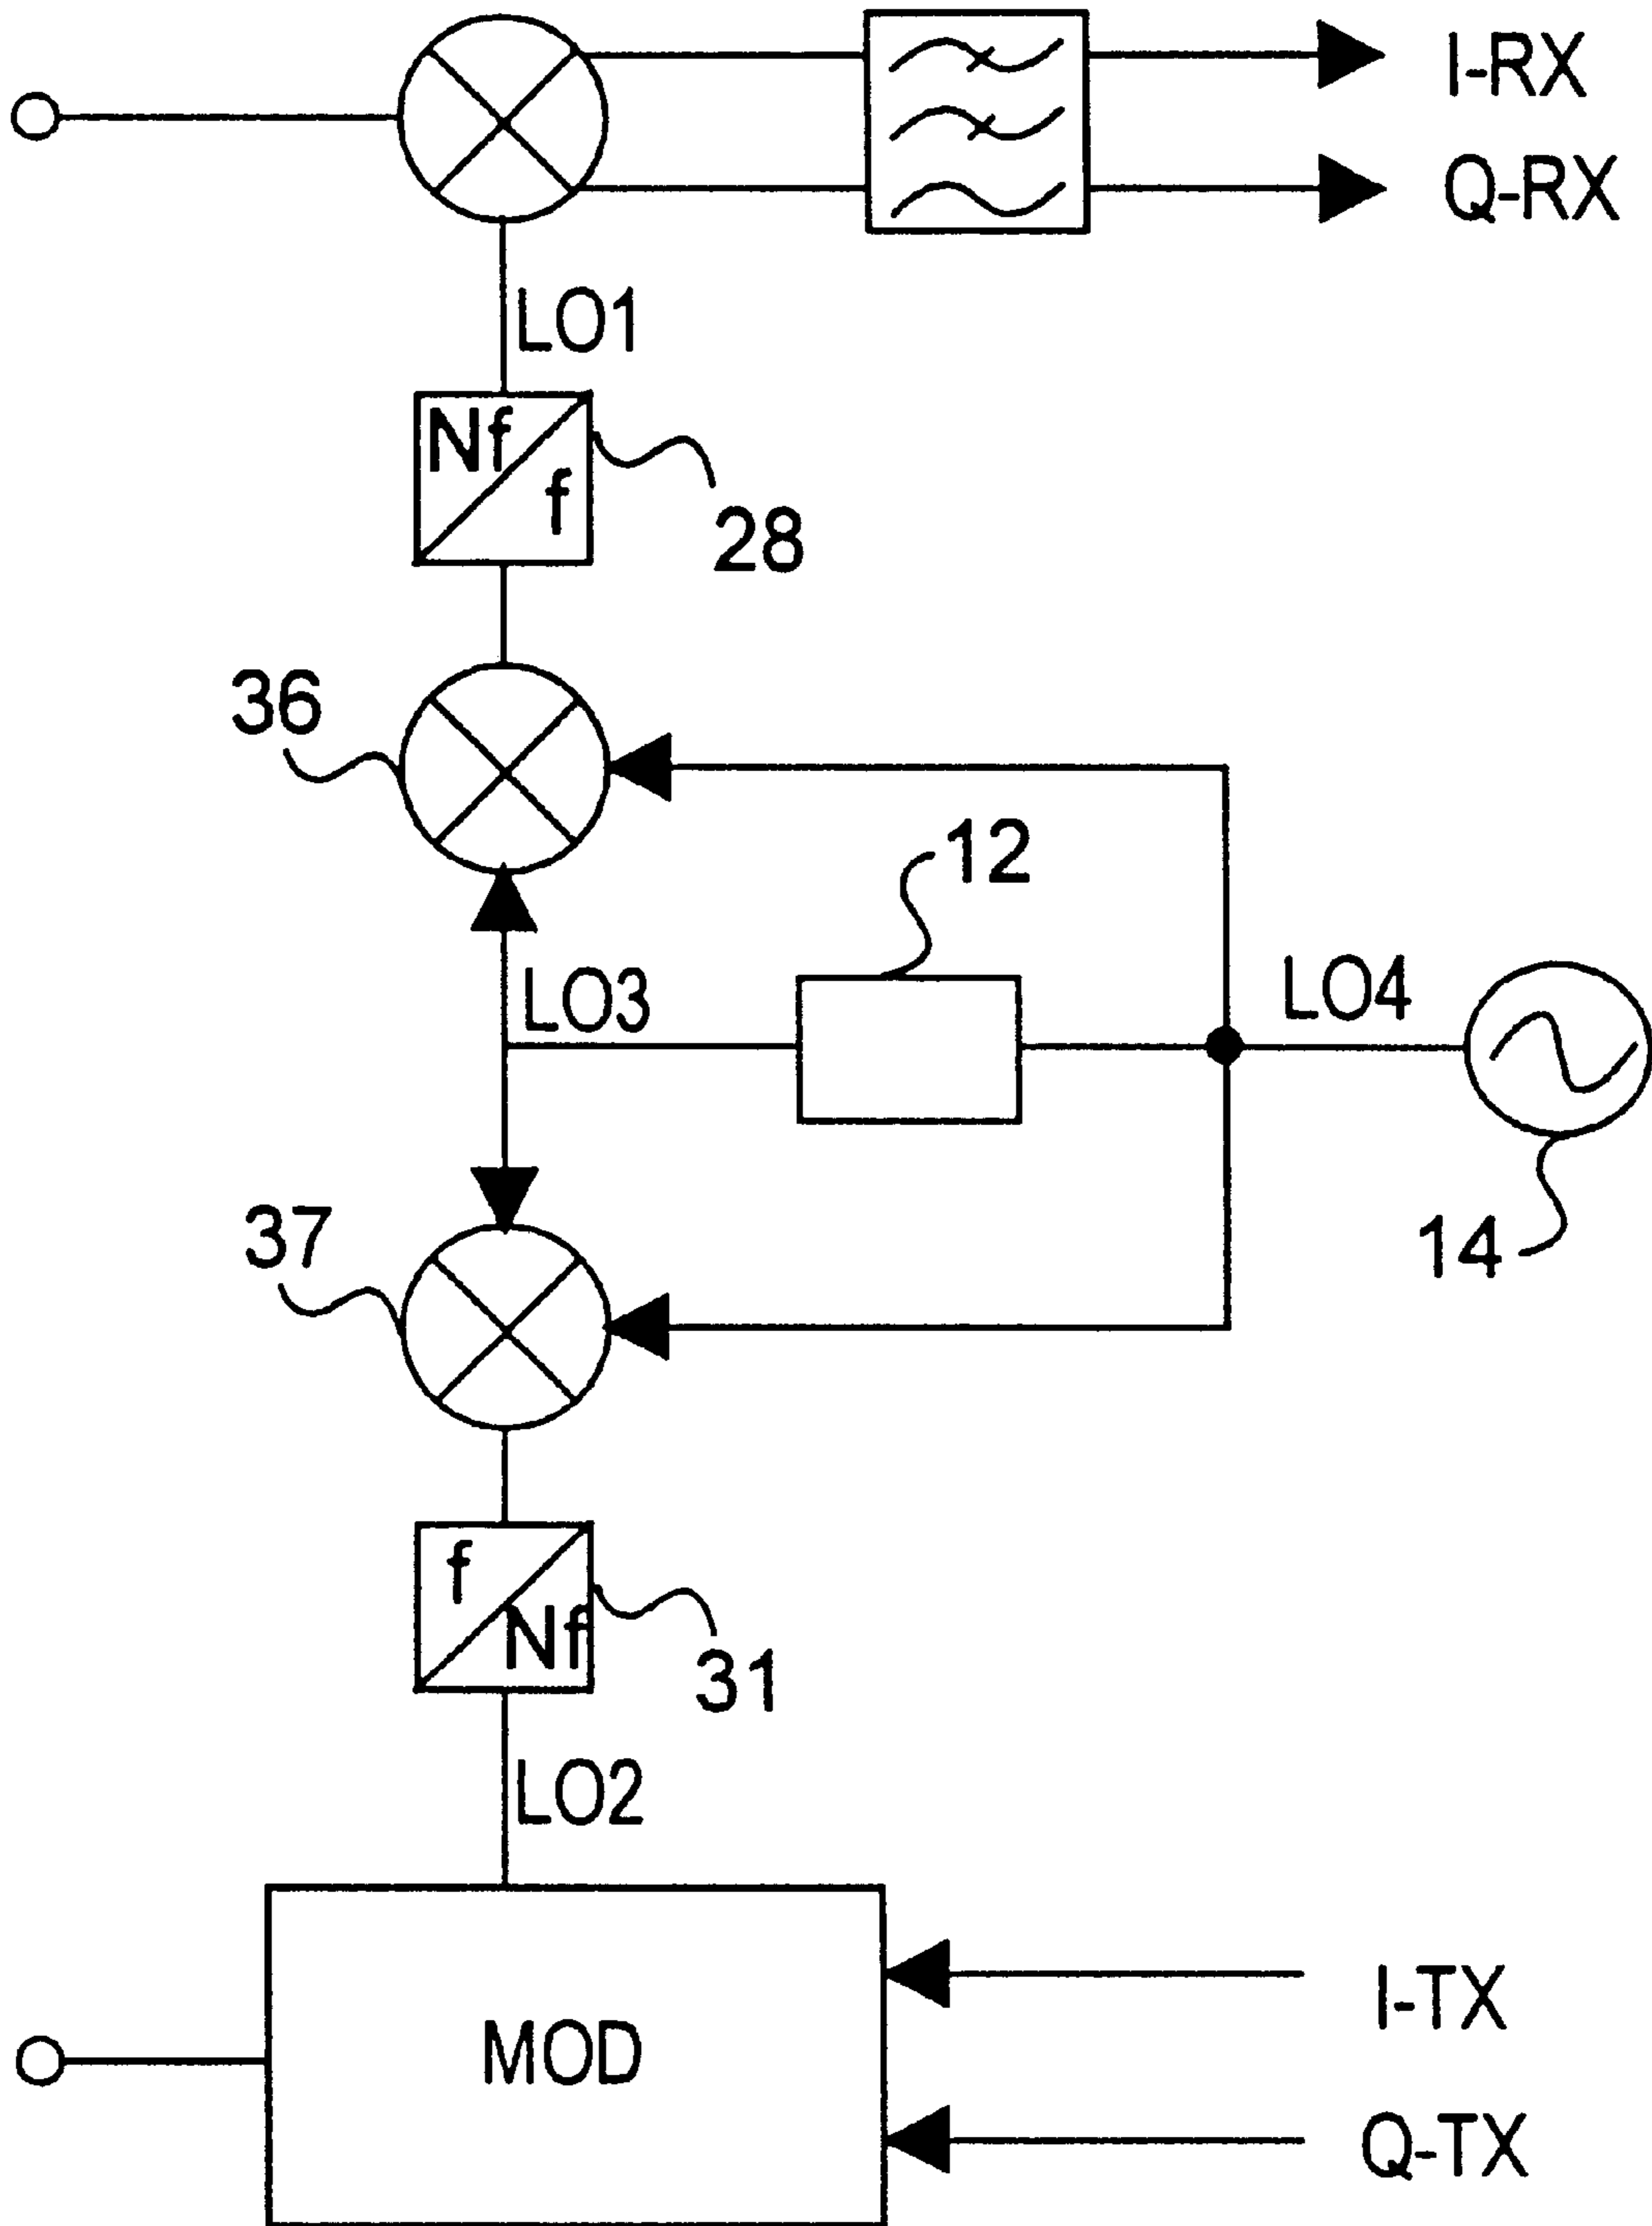 I-RX
Q-RX
LO1
Nf
f
28
36
12
LO3
LO4
37
14
f
Nf
31
LO2
I-TX
MOD
Q-TX